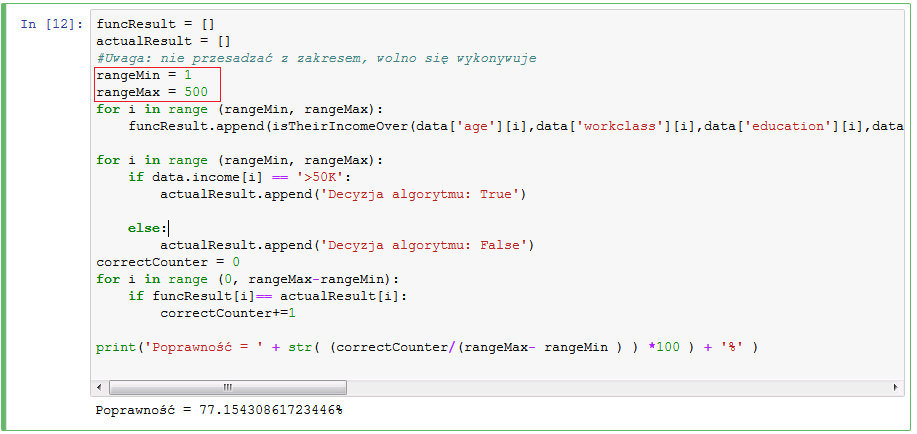 In [12]:
funcResult = []
actualResult = []
#Uwaga: nie przesadzać z zakresem, wolno się wykonywuje
rangeMin = 1
rangeMax = 500
for i in range (rangeMin, rangeMax):
    funcResult.append(isTheirIncomeOver(data['age'][i],data['workclass'][i],data['education'][i],data
for i in range (rangeMin, rangeMax):
    if data.income[i] == '>50K':
        actualResult.append('Decyzja algorytmu: True')
    else:
        actualResult.append('Decyzja algorytmu: False')
correctCounter = 0
for i in range (0, rangeMax-rangeMin):
    if funcResult[i]== actualResult[i]:
        correctCounter+=1
print('Poprawność = ' + str( (correctCounter/(rangeMax- rangeMin ) ) *100 ) + '%' )
Poprawność = 77.1543086172344​6%